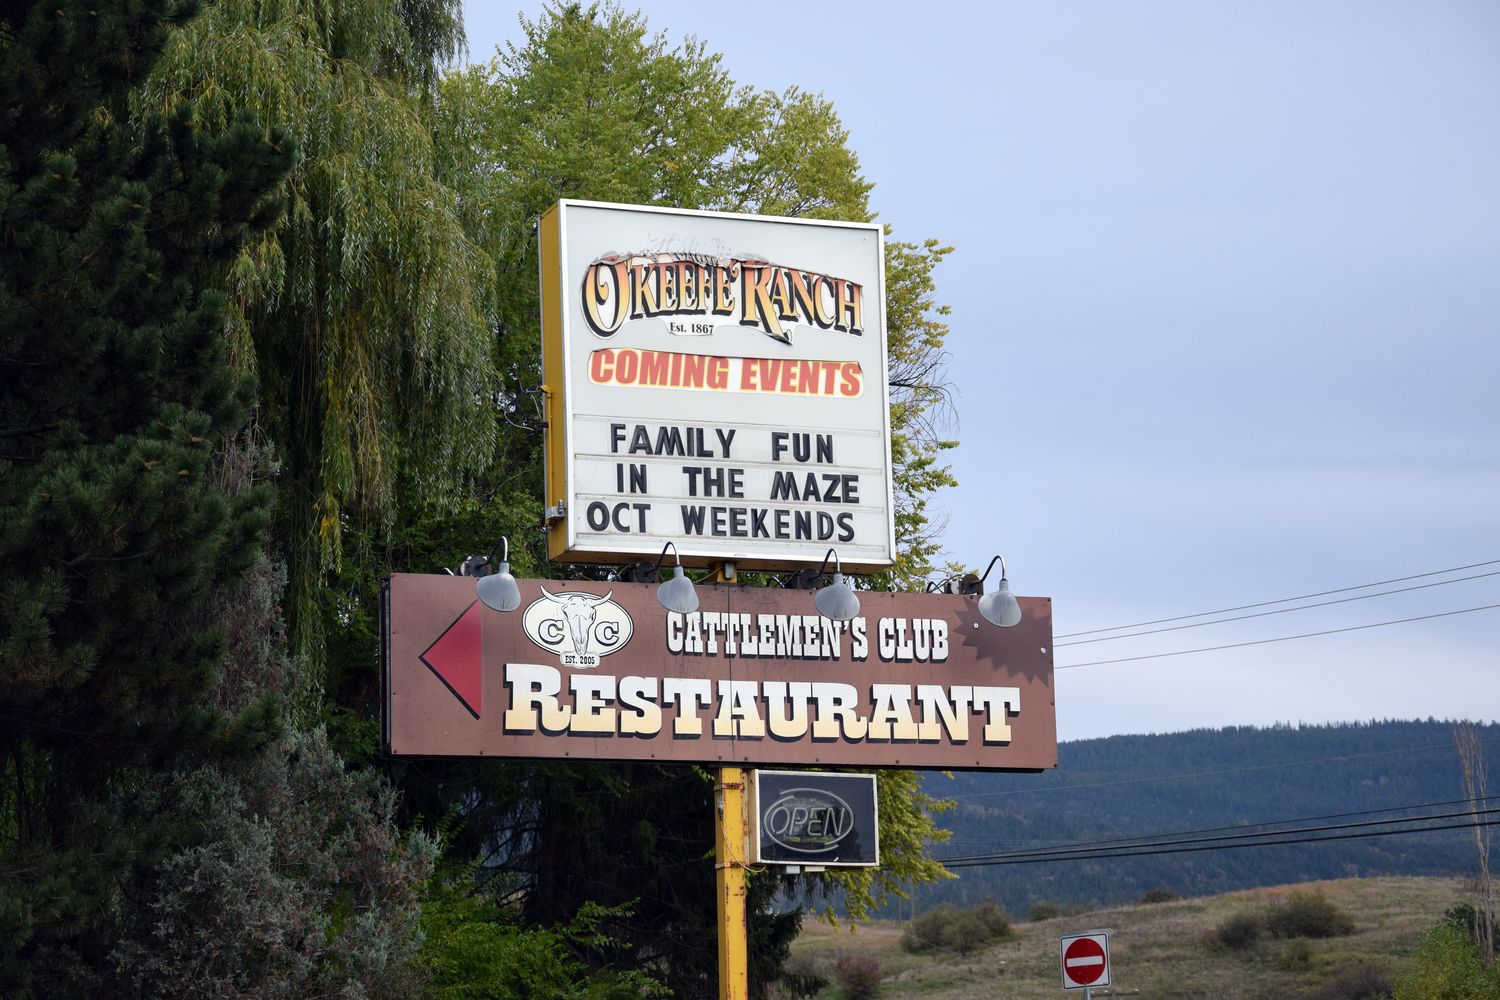 O'KEEFE RANCH
Est. 1867
COMING EVENTS
FAMILY FUN
IN THE MAZE
OCT WEEKENDS
C C
EST. 2005
CATTLEMEN'S CLUB
RESTAURANT
OPEN